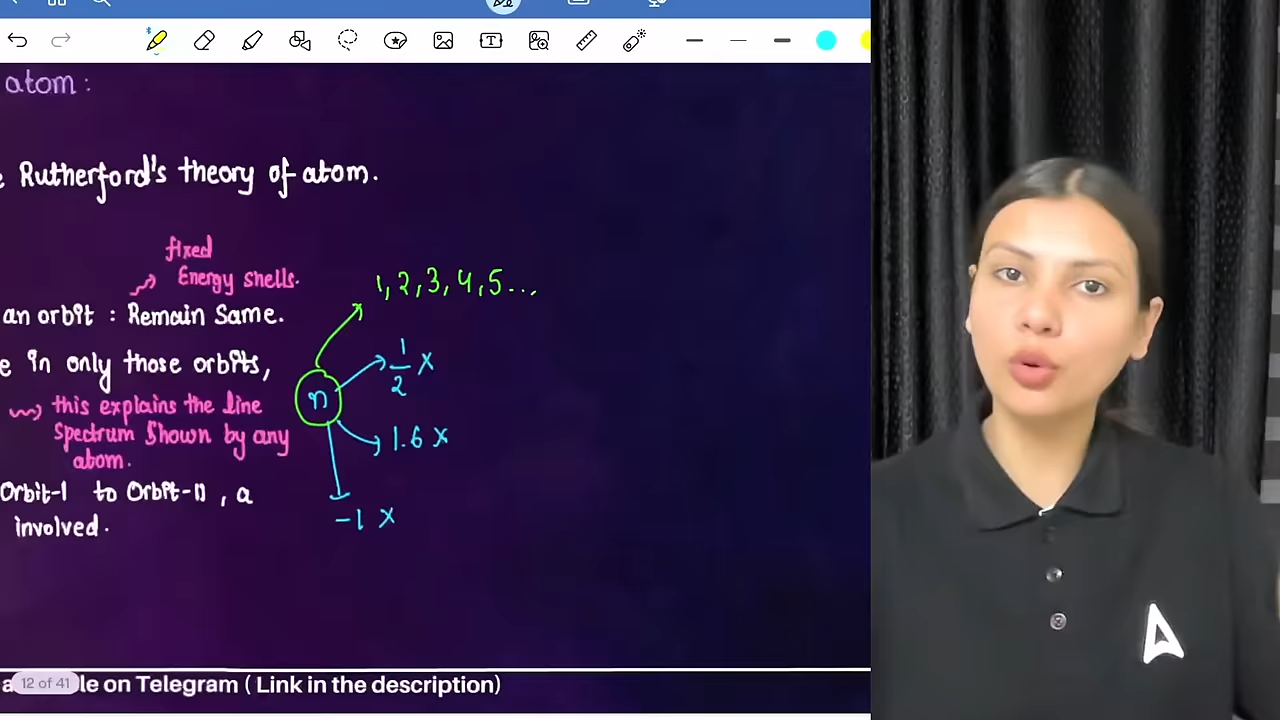 atom :
Rutherford's theory of atom.
fixed
Energy shells.
1, 2, 3, 4, 5...
an orbit : Remain Same.
e in only those orbits,
1/2 x
n
this explains the line
1.6 x
Spectrum Shown by any
atom.
Orbit-I to Orbit-II, a
-1 x
involved.
12 of 41
le on Telegram ( Link in the description)